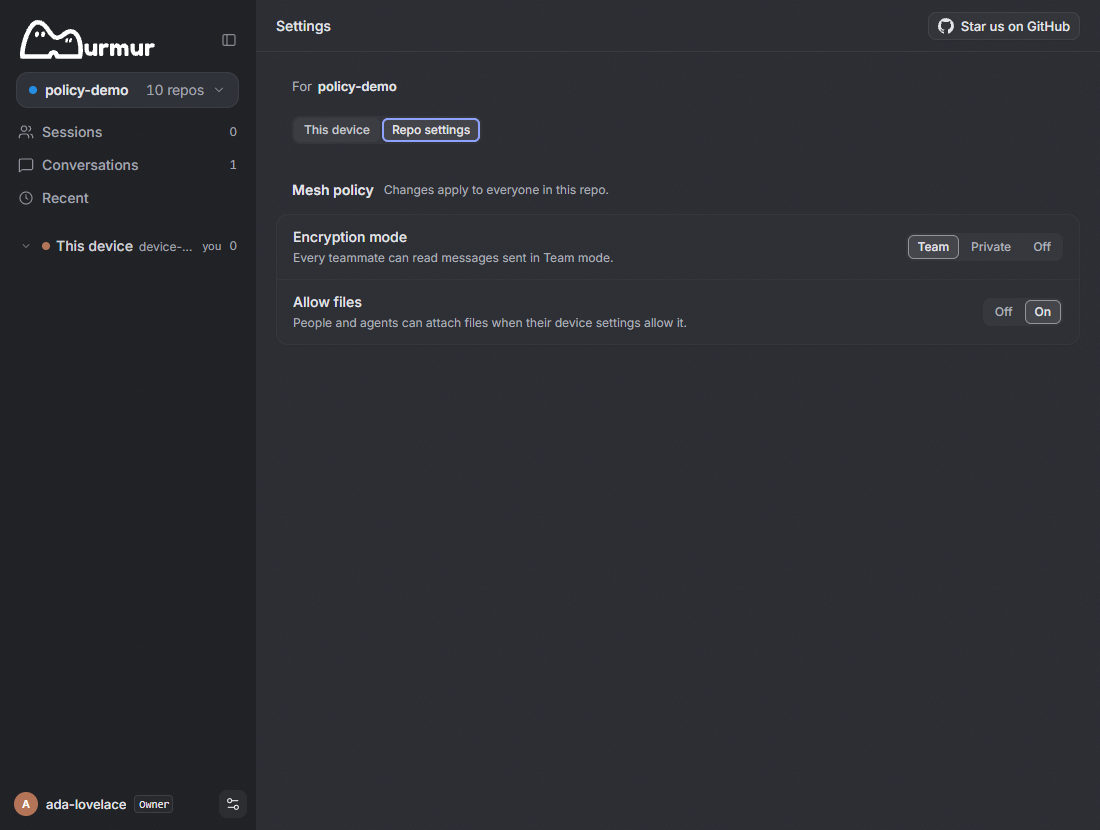 urmur
policy-demo 10 repos
Sessions 0
Conversations 1
Recent
This device device-... you 0
A ada-lovelace Owner
Settings
Star us on GitHub
For policy-demo
This device Repo settings
Mesh policy Changes apply to everyone in this repo.
Encryption mode
Every teammate can read messages sent in Team mode.
Team Private Off
Allow files
People and agents can attach files when their device settings allow it.
Off On